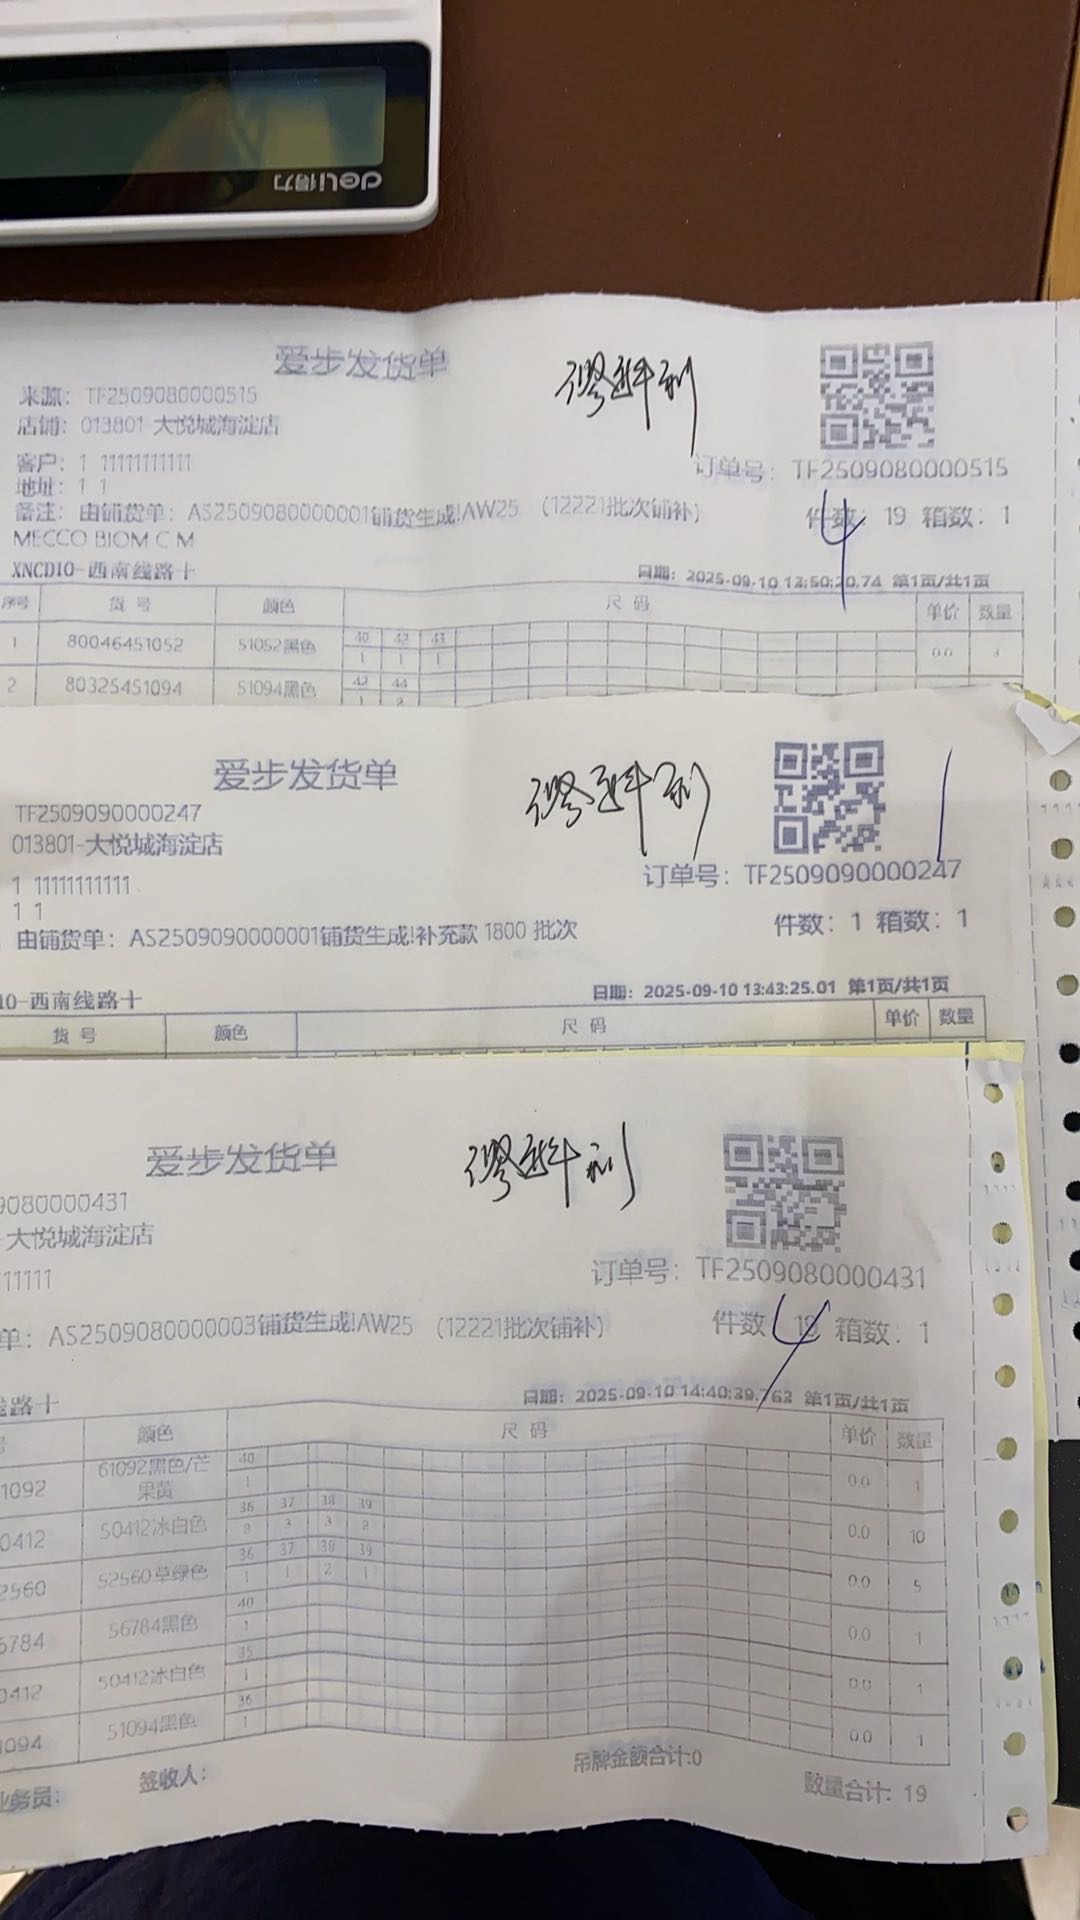 deli得力
爱步发货单
来源：TF2509080000515
店铺：013801-大悦城海淀店
客户：1 11111111111
地址：1 1
订单号：TF2509080000515
备注：由铺货单：AS2509080000001铺货生成!AW25 （12221批次铺补）
件数：19 箱数：1
4
MECCO BIOM C M
XNCD10-西南线路十
日期：2025-09-10 13:50:20.74 第1页/共1页
序号 货号 颜色 尺码 单价 数量
1 80046451052 51052黑色 40 42 43 0.0 3
1 1 1
2 80325451094 51094黑色 42 44
1 2
爱步发货单
TF2509090000247
013801-大悦城海淀店
1 11111111111
1 1
订单号：TF2509090000247
由铺货单：AS2509090000001铺货生成!补充款 1800 批次
件数：1 箱数：1
10-西南线路十
日期：2025-09-10 13:43:25.01 第1页/共1页
货号 颜色 尺码 单价 数量
爱步发货单
9080000431
-大悦城海淀店
11111
订单号：TF2509080000431
单：AS2509080000003铺货生成!AW25 （12221批次铺补）
件数：19 箱数：1
4
线路十
日期：2025-09-10 14:40:39.763 第1页/共1页
号 颜色 尺码 单价 数量
1092 61092黑色/芒果黄 40 0.0 1
1
0412 50412冰白色 36 37 38 39 0.0 10
2 3 3 2
2560 52560草绿色 36 37 38 39 0.0 5
1 1 2 1
6784 56784黑色 40 0.0 1
1
0412 50412冰白色 35 0.0 1
1
1094 51094黑色 36 0.0 1
1
业务员： 签收人： 吊牌金额合计:0 数量合计: 19